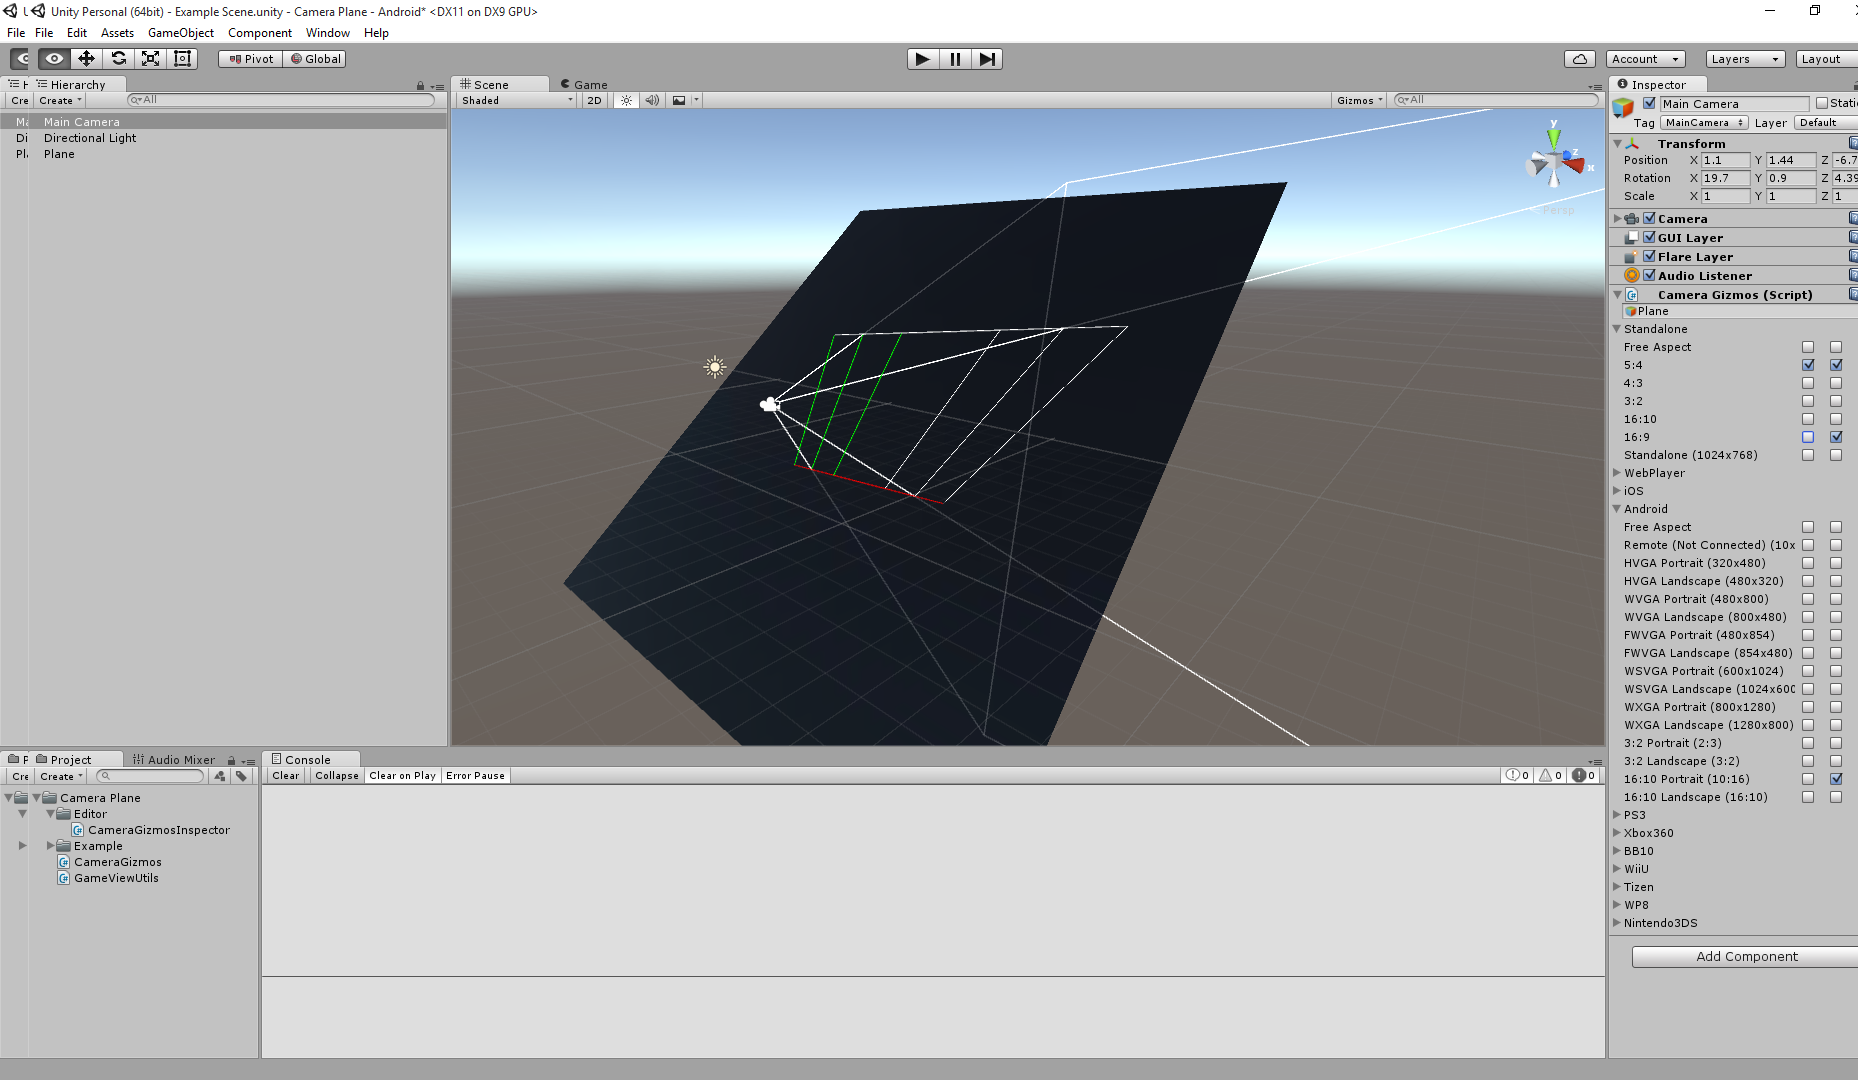 Unity Personal (64bit) - Example Scene.unity - Camera Plane - Android* <DX11 on DX9 GPU>
File File Edit Assets GameObject Component Window Help
Pivot Global Account Layers Layout
Hierarchy
Cre Create All
Ma Main Camera
Di Directional Light
Pl Plane
Scene Game
Shaded 2D Gizmos All
y
z
x
Persp
Inspector
Main Camera Static
Tag MainCamera Layer Default
Transform
Position X 1.1 Y 1.44 Z -6.7
Rotation X 19.7 Y 0.9 Z 4.39
Scale X 1 Y 1 Z 1
Camera
GUI Layer
Flare Layer
Audio Listener
Camera Gizmos (Script)
Plane
Standalone
Free Aspect
5:4
4:3
3:2
16:10
16:9
Standalone (1024x768)
WebPlayer
iOS
Android
Free Aspect
Remote (Not Connected) (10x
HVGA Portrait (320x480)
HVGA Landscape (480x320)
WVGA Portrait (480x800)
WVGA Landscape (800x480)
FWVGA Portrait (480x854)
FWVGA Landscape (854x480)
WSVGA Portrait (600x1024)
WSVGA Landscape (1024x600
WXGA Portrait (800x1280)
WXGA Landscape (1280x800)
3:2 Portrait (2:3)
3:2 Landscape (3:2)
16:10 Portrait (10:16)
16:10 Landscape (16:10)
PS3
Xbox360
BB10
WiiU
Tizen
WP8
Nintendo3DS
Add Component
P Project Audio Mixer
Cre Create
Camera Plane
Editor
CameraGizmosInspector
Example
CameraGizmos
GameViewUtils
Console
Clear Collapse Clear on Play Error Pause 0 0 0